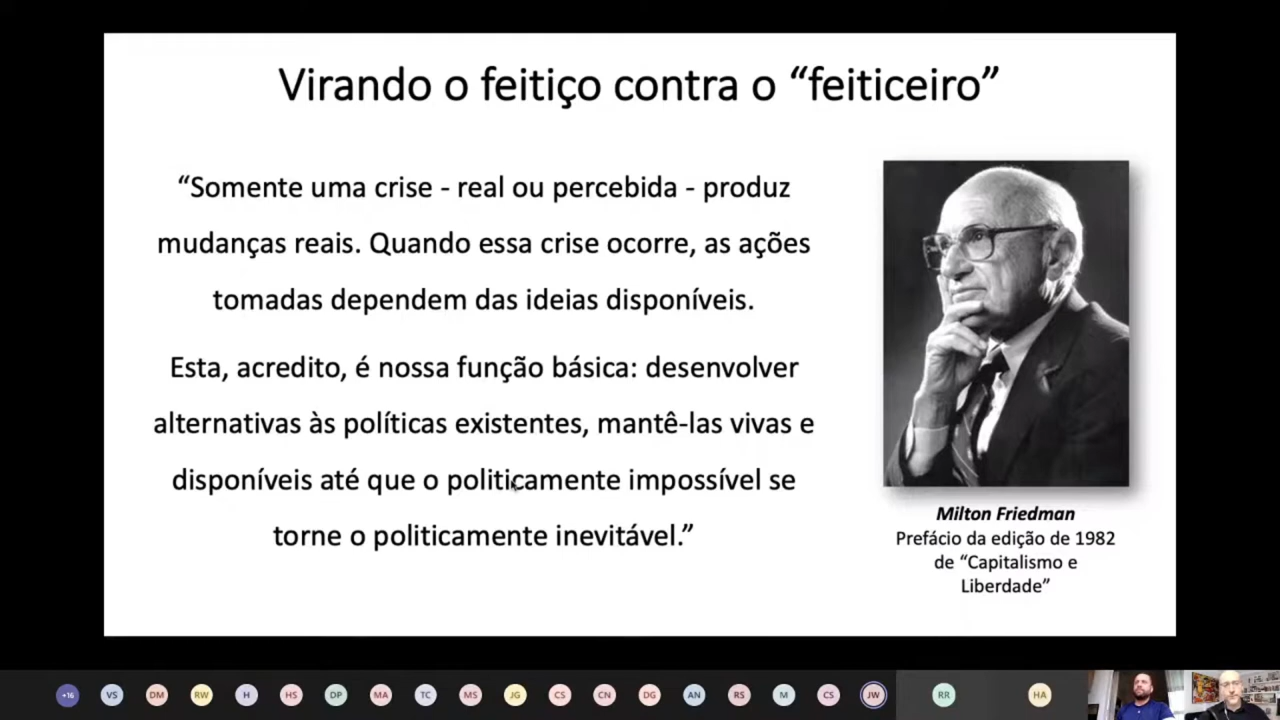 Virando o feitiço contra o “feiticeiro”
“Somente uma crise - real ou percebida - produz
mudanças reais. Quando essa crise ocorre, as ações
tomadas dependem das ideias disponíveis.
Esta, acredito, é nossa função básica: desenvolver
alternativas às políticas existentes, mantê-las vivas e
disponíveis até que o politicamente impossível se
torne o politicamente inevitável.”
Milton Friedman
Prefácio da edição de 1982
de “Capitalismo e
Liberdade”
+16 VS DM RW H HS DP MA TC MS JG CS CN DG AN RS M CS JW RR HA